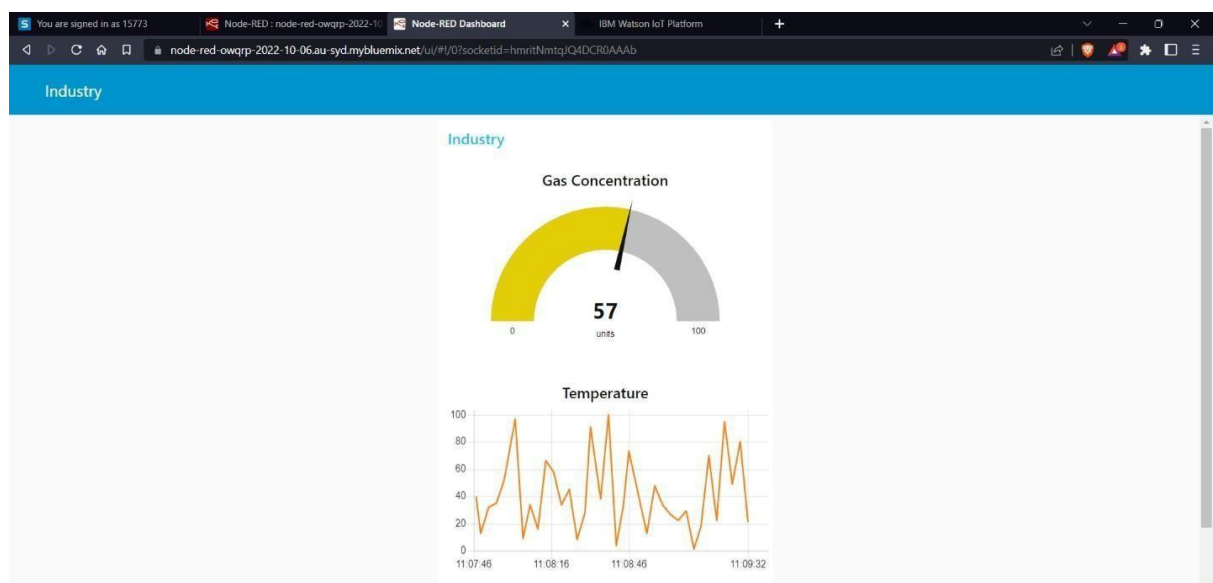 You are signed in as 15773
Node-RED : node-red-owqrp-2022-10
Node-RED Dashboard
IBM Watson IoT Platform
node-red-owqrp-2022-10-06.au-syd.mybluemix.net/ui/#!/0?socketid=hmritNmtqJQ4DCR0AAAb
Industry
Industry
Gas Concentration
57
0
units
100
Temperature
100
80
60
40
20
0
11:07:46
11:08:16
11:08:46
11:09:32